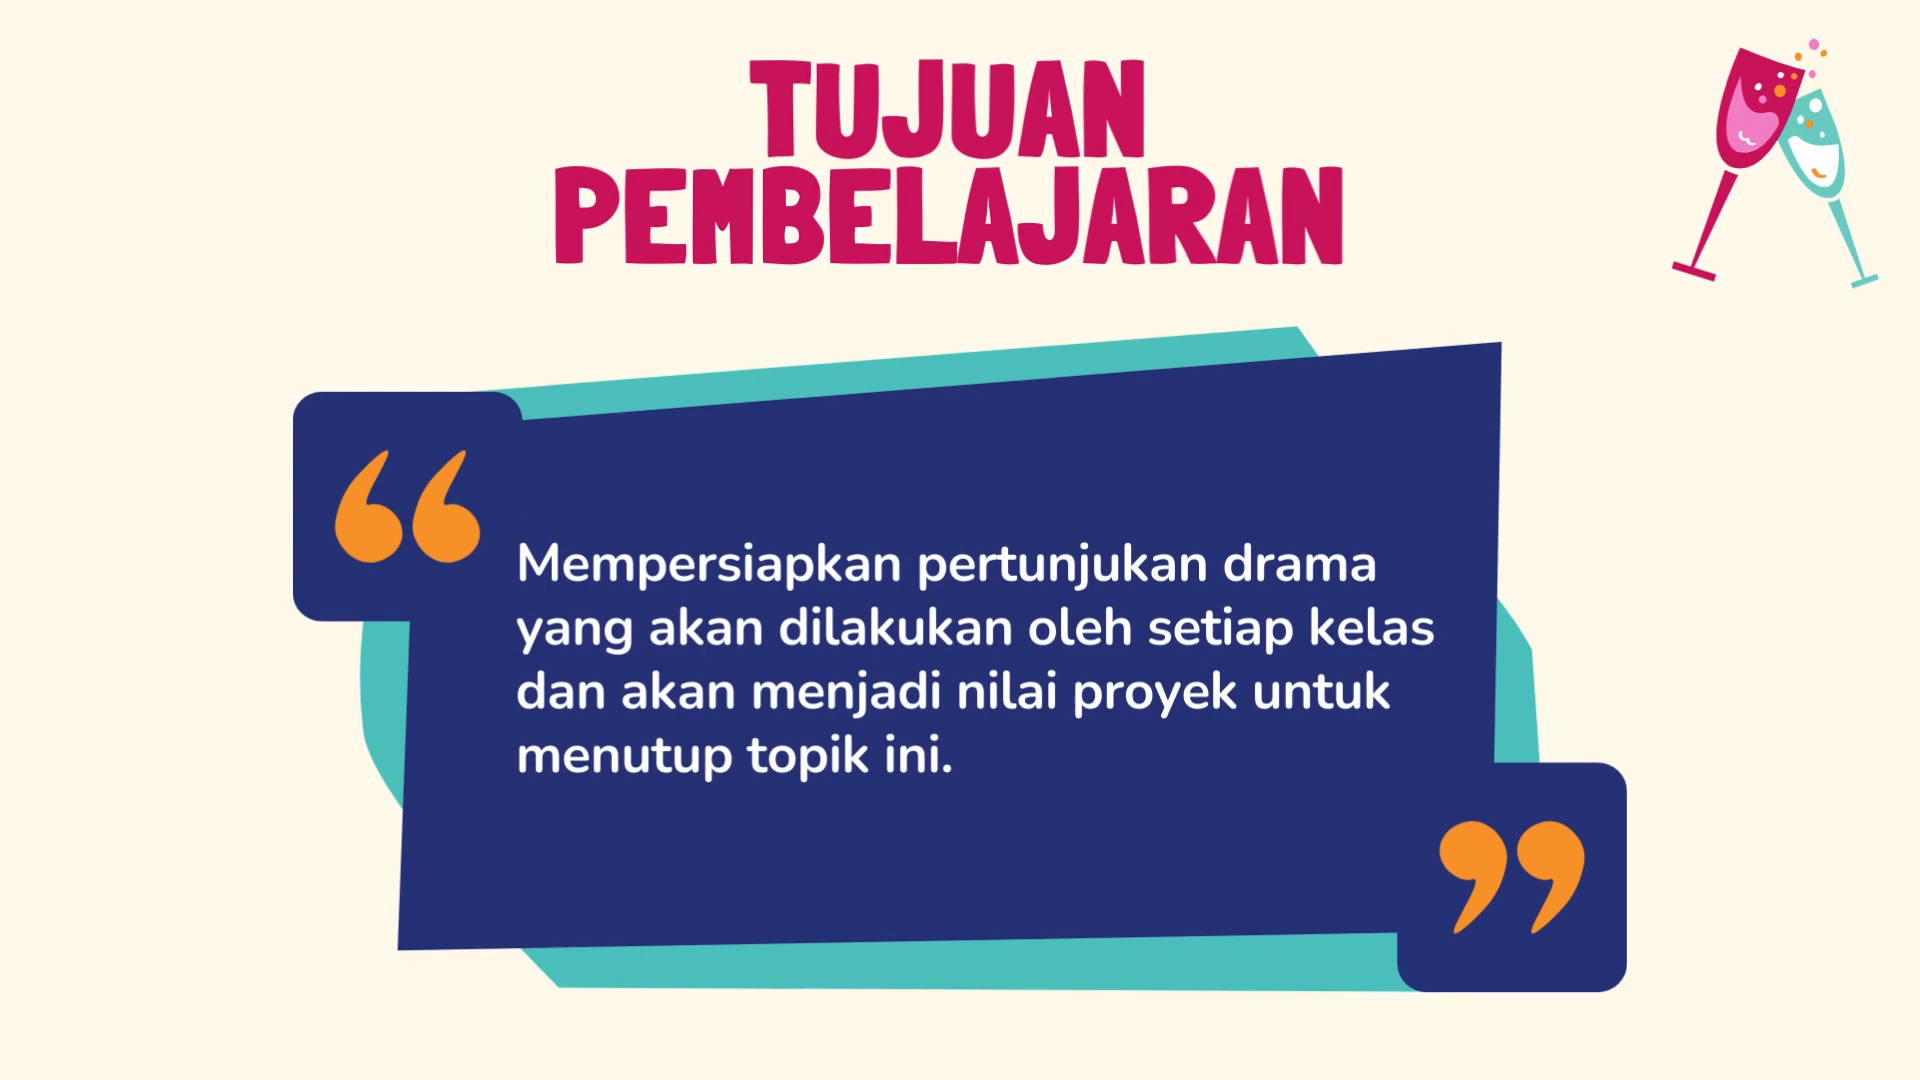 TUJUAN
PEMBELAJARAN
“
Mempersiapkan pertunjukan drama
yang akan dilakukan oleh setiap kelas
dan akan menjadi nilai proyek untuk
menutup topik ini.
”